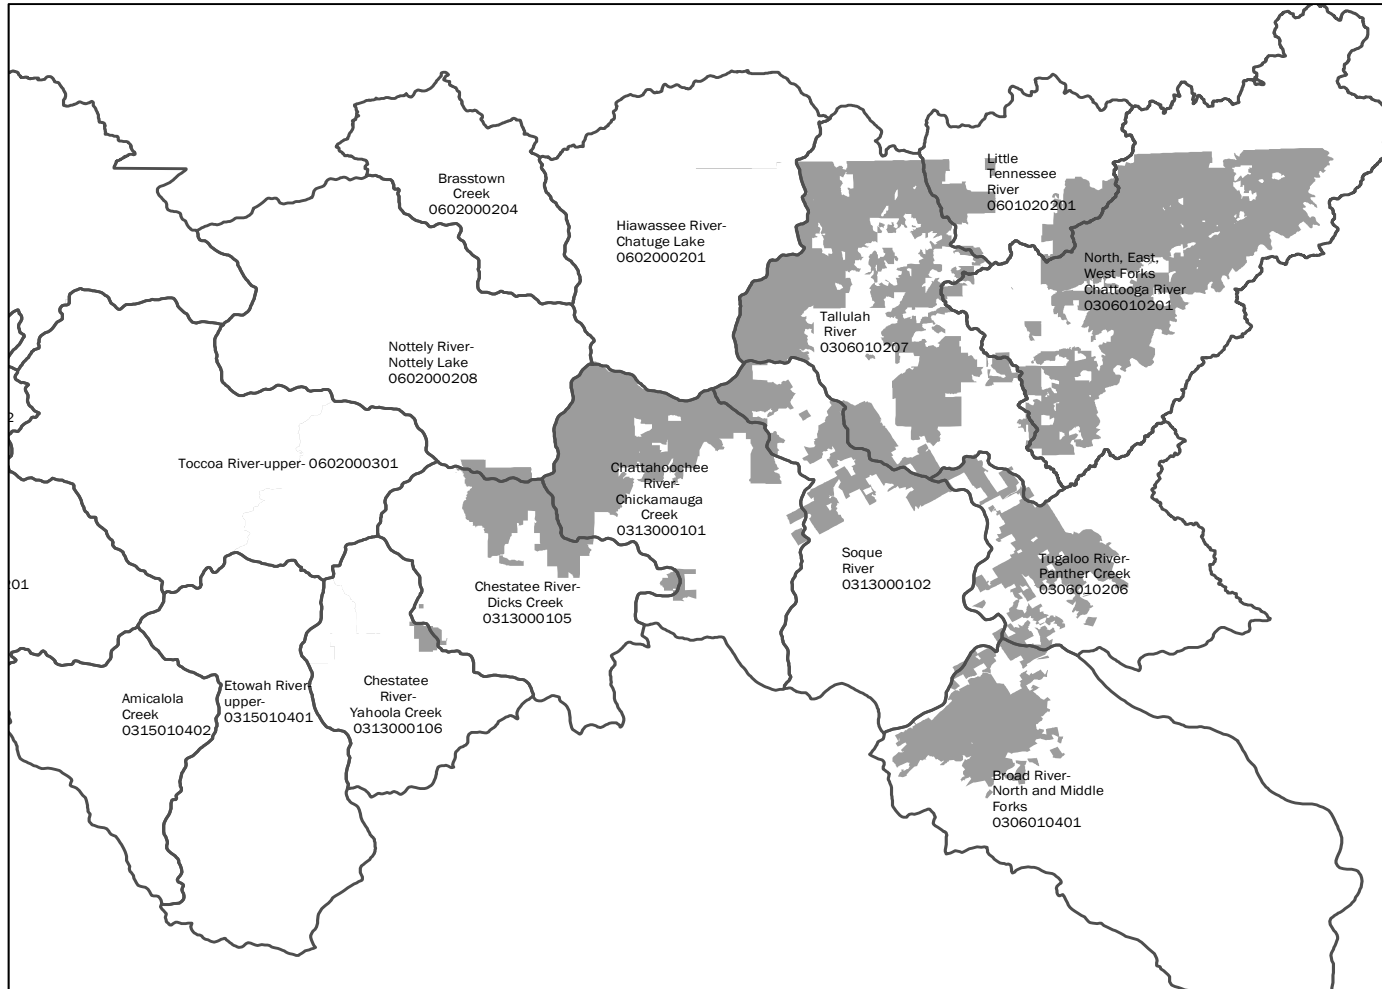 Brasstown
Creek
0602000204
Hiawassee River-
Chatuge Lake
0602000201
Little
Tennessee
River
0601020201
North, East,
West Forks
Chattooga River
0306010201
Tallulah
River
0306010207
Nottely River-
Nottely Lake
0602000208
2
Toccoa River-upper- 0602000301
Chattahoochee
River-
Chickamauga
Creek
0313000101
Soque
River
0313000102
Tugaloo River-
Panther Creek
0306010206
201
Chestatee River-
Dicks Creek
0313000105
Amicalola
Creek
0315010402
Etowah River-
upper-
0315010401
Chestatee
River-
Yahoola Creek
0313000106
Broad River-
North and Middle
Forks
0306010401